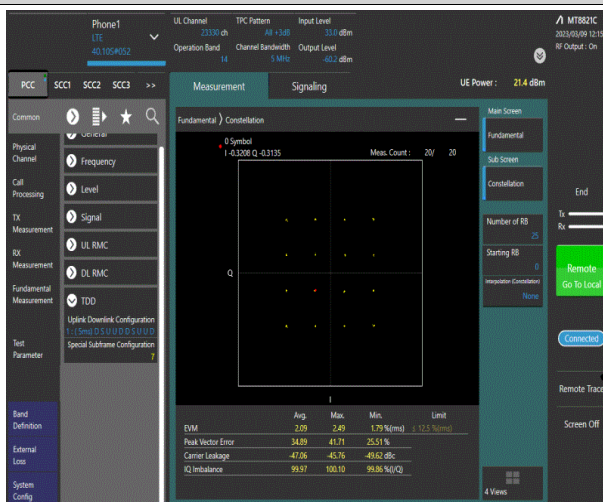 Phone1
LTE
40.105#052
UL Channel TPC Pattern Input Level
23330 ch All +3dB 33.0 dBm
Operation Band Channel Bandwidth Output Level
14 5 MHz -60.2 dBm
MT8821C
2023/03/09 12:15
RF Output : On
PCC SCC1 SCC2 SCC3 >>
Measurement Signaling
UE Power : 21.4 dBm
Common
Physical
Channel
Call
Processing
TX
Measurement
RX
Measurement
Fundamental
Measurement
Test
Parameter
Band
Definition
External
Loss
System
Config
General
Frequency
Level
Signal
UL RMC
DL RMC
TDD
Uplink Downlink Configuration
1 : ( 5ms) D S U U D D S U U D
Special Subframe Configuration
7
Fundamental Constellation
0 Symbol
I -0.3208 Q -0.3135 Meas. Count : 20/ 20
Q
I
Avg. Max. Min. Limit
EVM 2.09 2.49 1.79 %(rms) ≤ 12.5 %(rms)
Peak Vector Error 34.89 41.71 25.51 %
Carrier Leakage -47.06 -45.76 -49.62 dBc
IQ Imbalance 99.97 100.10 99.86 %(I/Q)
Main Screen
Fundamental
Sub Screen
Constellation
Number of RB
25
Starting RB
0
Interpolation (Constellation)
None
4 Views
End
Tx
Rx
Remote
Go To Local
Connected
Remote Trace
Screen Off